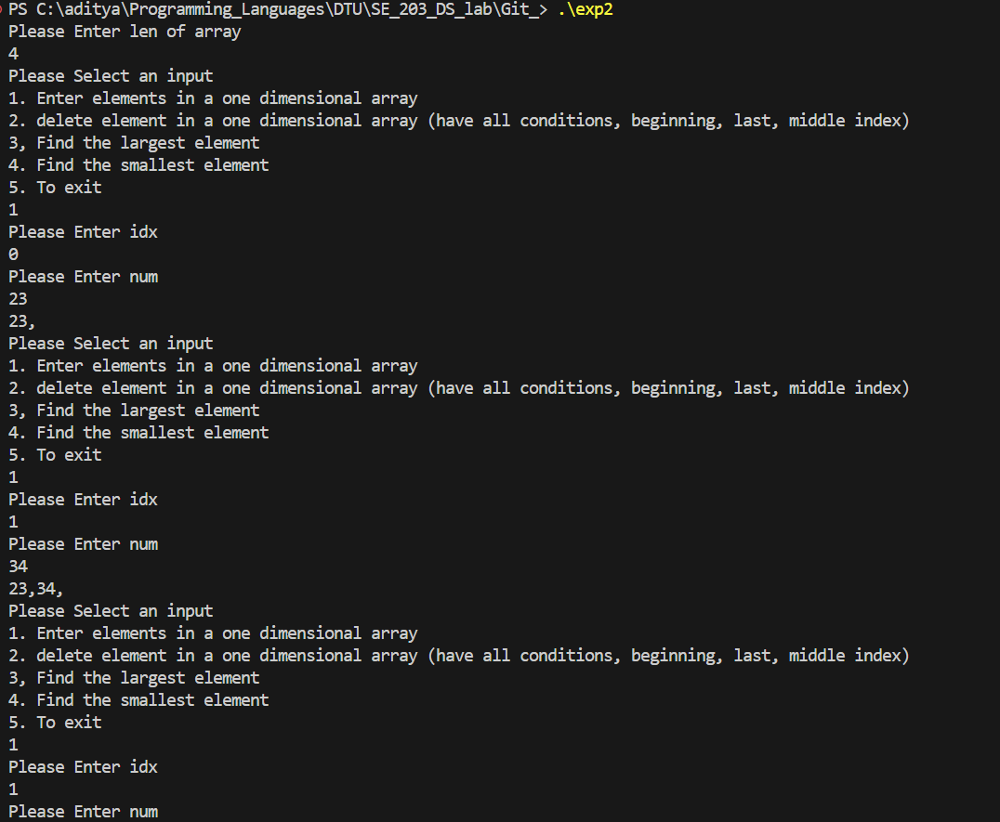 PS C:\aditya\Programming_Languages\DTU\SE_203_DS_lab\Git_> .\exp2
Please Enter len of array
4
Please Select an input
1. Enter elements in a one dimensional array
2. delete element in a one dimensional array (have all conditions, beginning, last, middle index)
3, Find the largest element
4. Find the smallest element
5. To exit
1
Please Enter idx
0
Please Enter num
23
23,
Please Select an input
1. Enter elements in a one dimensional array
2. delete element in a one dimensional array (have all conditions, beginning, last, middle index)
3, Find the largest element
4. Find the smallest element
5. To exit
1
Please Enter idx
1
Please Enter num
34
23,34,
Please Select an input
1. Enter elements in a one dimensional array
2. delete element in a one dimensional array (have all conditions, beginning, last, middle index)
3, Find the largest element
4. Find the smallest element
5. To exit
1
Please Enter idx
1
Please Enter num